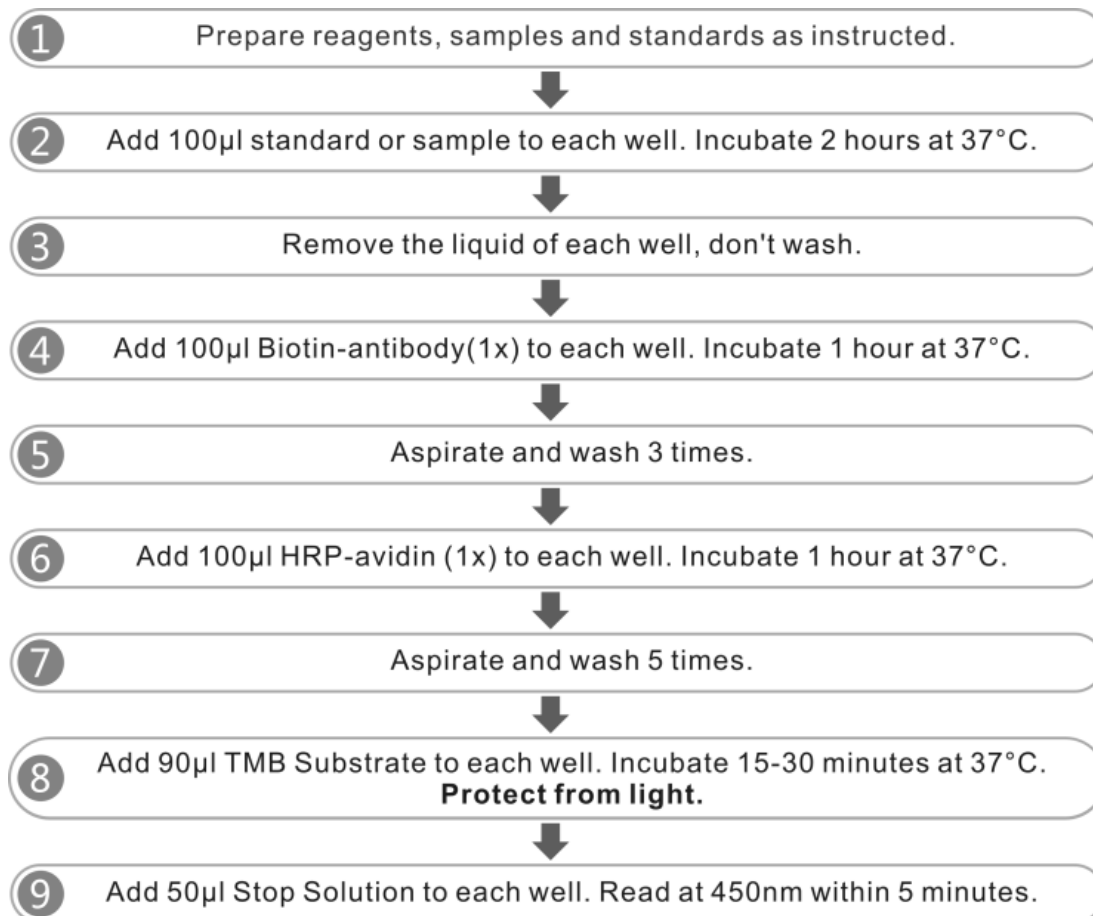 1 Prepare reagents, samples and standards as instructed.
2 Add 100µl standard or sample to each well. Incubate 2 hours at 37°C.
3 Remove the liquid of each well, don't wash.
4 Add 100µl Biotin-antibody(1x) to each well. Incubate 1 hour at 37°C.
5 Aspirate and wash 3 times.
6 Add 100µl HRP-avidin (1x) to each well. Incubate 1 hour at 37°C.
7 Aspirate and wash 5 times.
8 Add 90µl TMB Substrate to each well. Incubate 15-30 minutes at 37°C.
Protect from light.
9 Add 50µl Stop Solution to each well. Read at 450nm within 5 minutes.